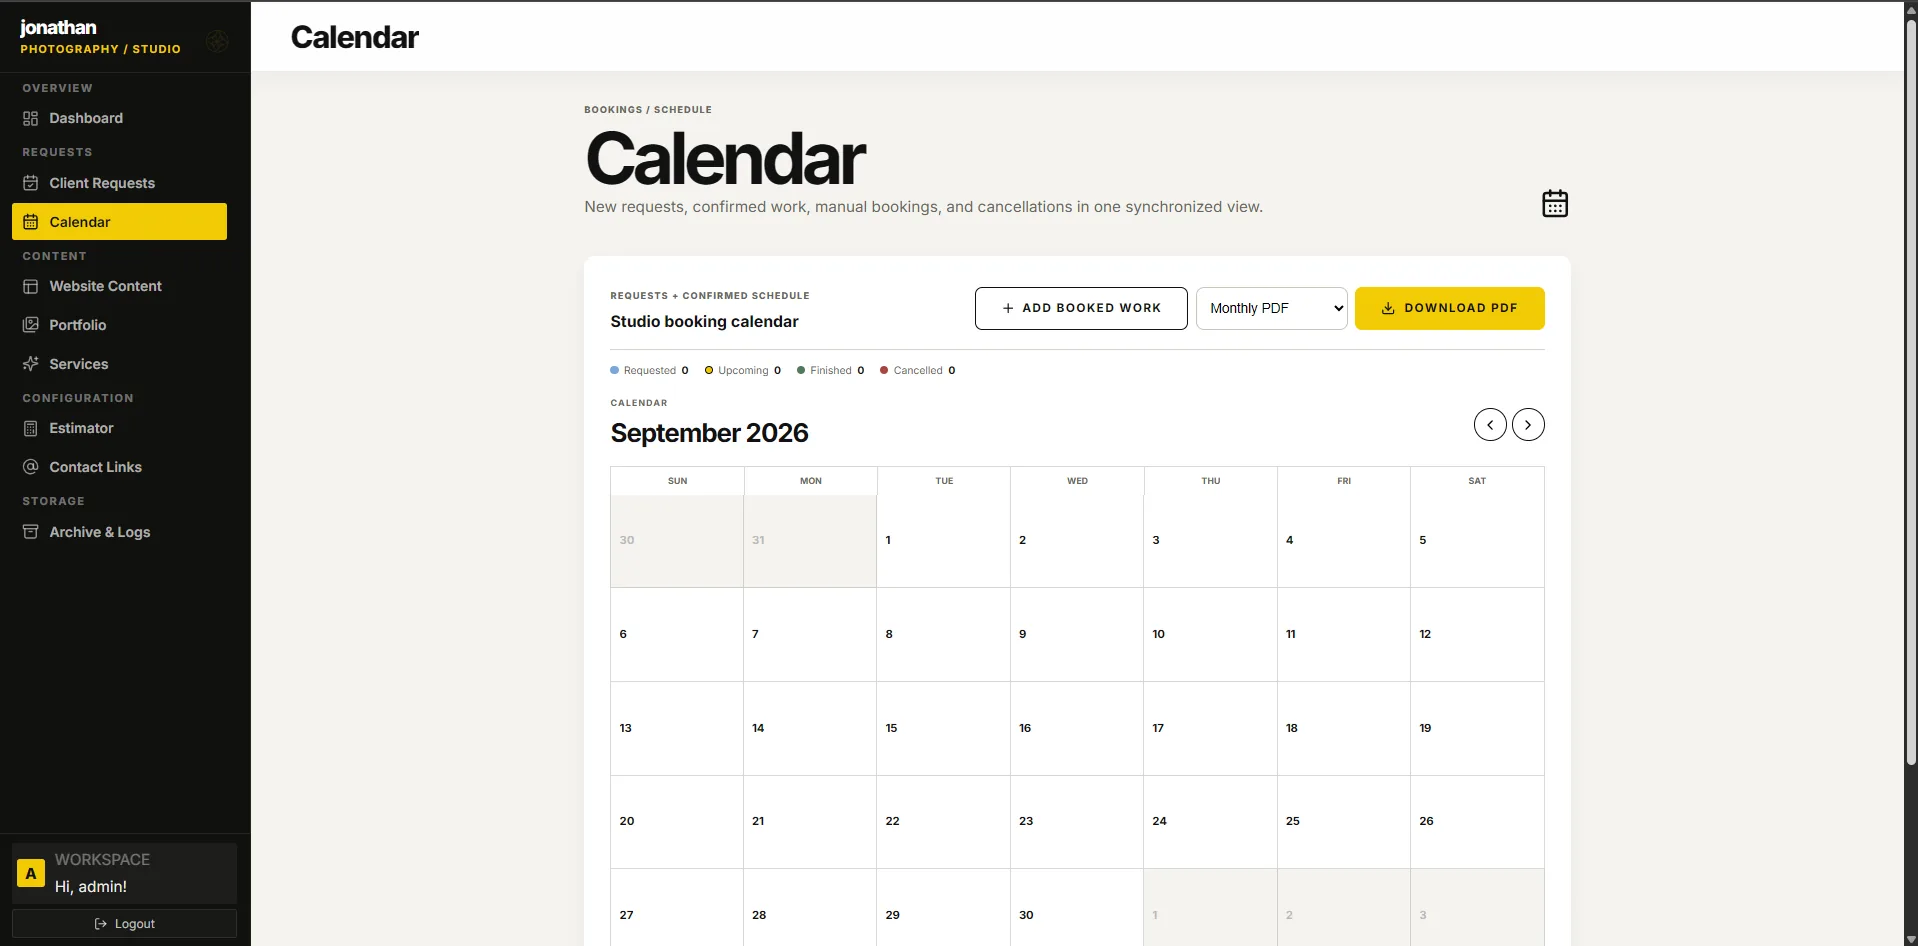 jonathan
PHOTOGRAPHY / STUDIO
OVERVIEW
Dashboard
REQUESTS
Client Requests
Calendar
CONTENT
Website Content
Portfolio
Services
CONFIGURATION
Estimator
Contact Links
STORAGE
Archive & Logs
A
WORKSPACE
Hi, admin!
Logout
Calendar
BOOKINGS / SCHEDULE
Calendar
New requests, confirmed work, manual bookings, and cancellations in one synchronized view.
REQUESTS + CONFIRMED SCHEDULE
Studio booking calendar
ADD BOOKED WORK
Monthly PDF
DOWNLOAD PDF
Requested 0 Upcoming 0 Finished 0 Cancelled 0
CALENDAR
September 2026
SUN MON TUE WED THU FRI SAT
30 31 1 2 3 4 5
6 7 8 9 10 11 12
13 14 15 16 17 18 19
20 21 22 23 24 25 26
27 28 29 30 1 2 3